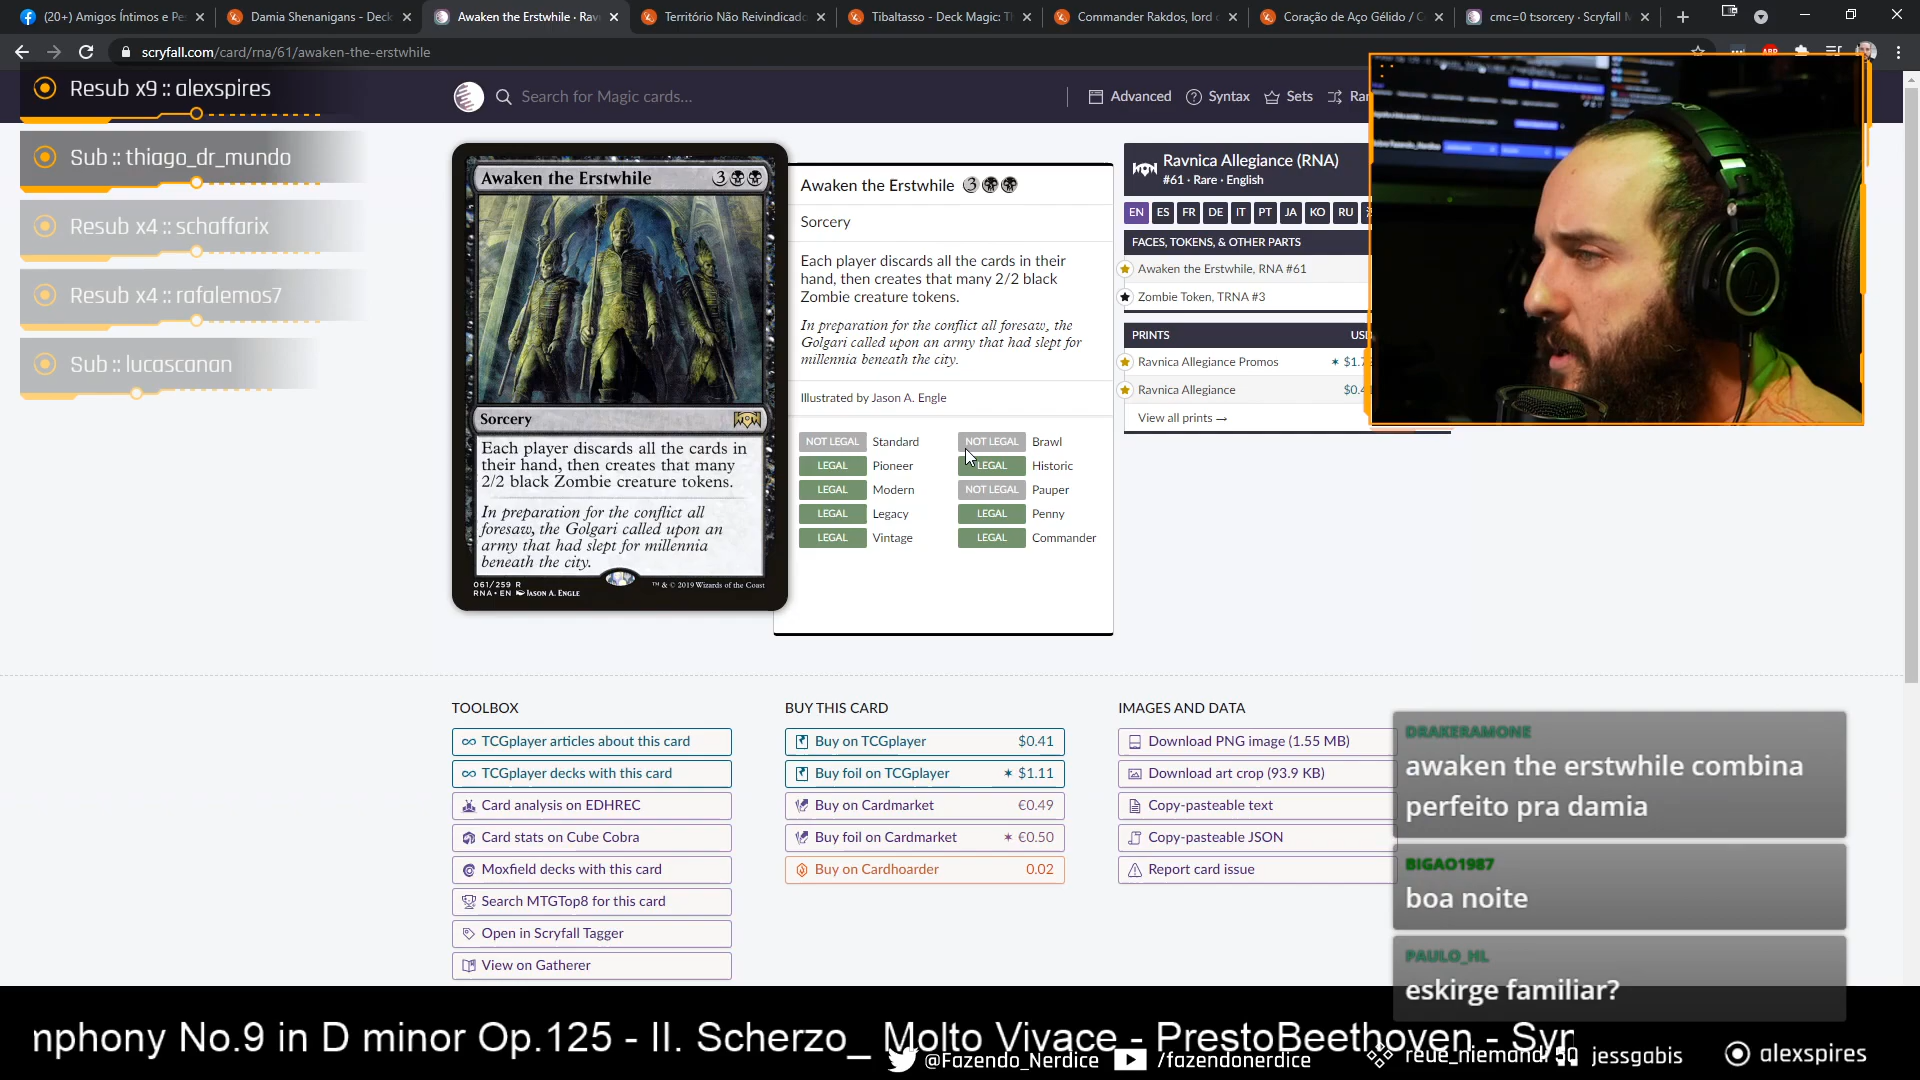 (20+) Amigos Íntimos e Pe
Damia Shenanigans - Deck
Awaken the Erstwhile · Rav
Território Não Reivindicado
Tibaltasso - Deck Magic: T
Commander Rakdos, lord
Coração de Aço Gélido / C
cmc=0 t:sorcery · Scryfall
scryfall.com/card/rna/61/awaken-the-erstwhile
Resub x9 :: alexspires
Sub :: thiago_dr_mundo
Resub x4 :: schaffarix
Resub x4 :: rafalemos7
Sub :: lucascanan
Search for Magic cards...
Advanced
Syntax
Sets
Ran
Awaken the Erstwhile 3
Sorcery
Each player discards all the cards in
their hand, then creates that many
2/2 black Zombie creature tokens.
In preparation for the conflict all
foresaw, the Golgari called upon an
army that had slept for millennia
beneath the city.
061/259 R
RNA • EN JASON A. ENGLE
™ & © 2019 Wizards of the Coast
Awaken the Erstwhile 3
Sorcery
Each player discards all the cards in their
hand, then creates that many 2/2 black
Zombie creature tokens.
In preparation for the conflict all foresaw, the
Golgari called upon an army that had slept for
millennia beneath the city.
Illustrated by Jason A. Engle
NOT LEGAL Standard NOT LEGAL Brawl
LEGAL Pioneer LEGAL Historic
LEGAL Modern NOT LEGAL Pauper
LEGAL Legacy LEGAL Penny
LEGAL Vintage LEGAL Commander
Ravnica Allegiance (RNA)
#61 · Rare · English
EN ES FR DE IT PT JA KO RU
FACES, TOKENS, & OTHER PARTS
Awaken the Erstwhile, RNA #61
Zombie Token, TRNA #3
PRINTS USD
Ravnica Allegiance Promos ✶ $1.7
Ravnica Allegiance $0.4
View all prints →
TOOLBOX
TCGplayer articles about this card
TCGplayer decks with this card
Card analysis on EDHREC
Card stats on Cube Cobra
Moxfield decks with this card
Search MTGTop8 for this card
Open in Scryfall Tagger
View on Gatherer
BUY THIS CARD
Buy on TCGplayer $0.41
Buy foil on TCGplayer ✶ $1.11
Buy on Cardmarket €0.49
Buy foil on Cardmarket ✶ €0.50
Buy on Cardhoarder 0.02
IMAGES AND DATA
Download PNG image (1.55 MB)
Download art crop (93.9 KB)
Copy-pasteable text
Copy-pasteable JSON
Report card issue
DRAKERAMONE
awaken the erstwhile combina
perfeito pra damia
BIGAO1987
boa noite
PAULO_HL
eskirge familiar?
nphony No.9 in D minor Op.125 - II. Scherzo_ Molto Vivace - PrestoBeethoven - Syn
@Fazendo_Nerdice
/fazendonerdice
jessgabis
alexspires